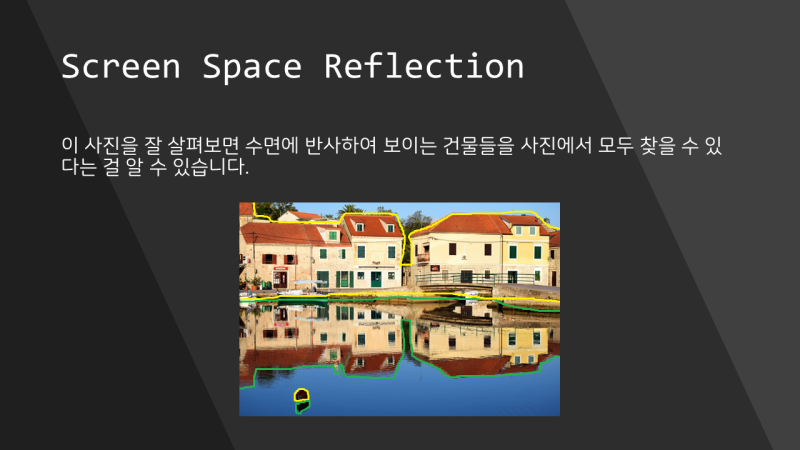 Screen Space Reflection
이 사진을 잘 살펴보면 수면에 반사하여 보이는 건물들을 사진에서 모두 찾을 수 있
다는 걸 알 수 있습니다.